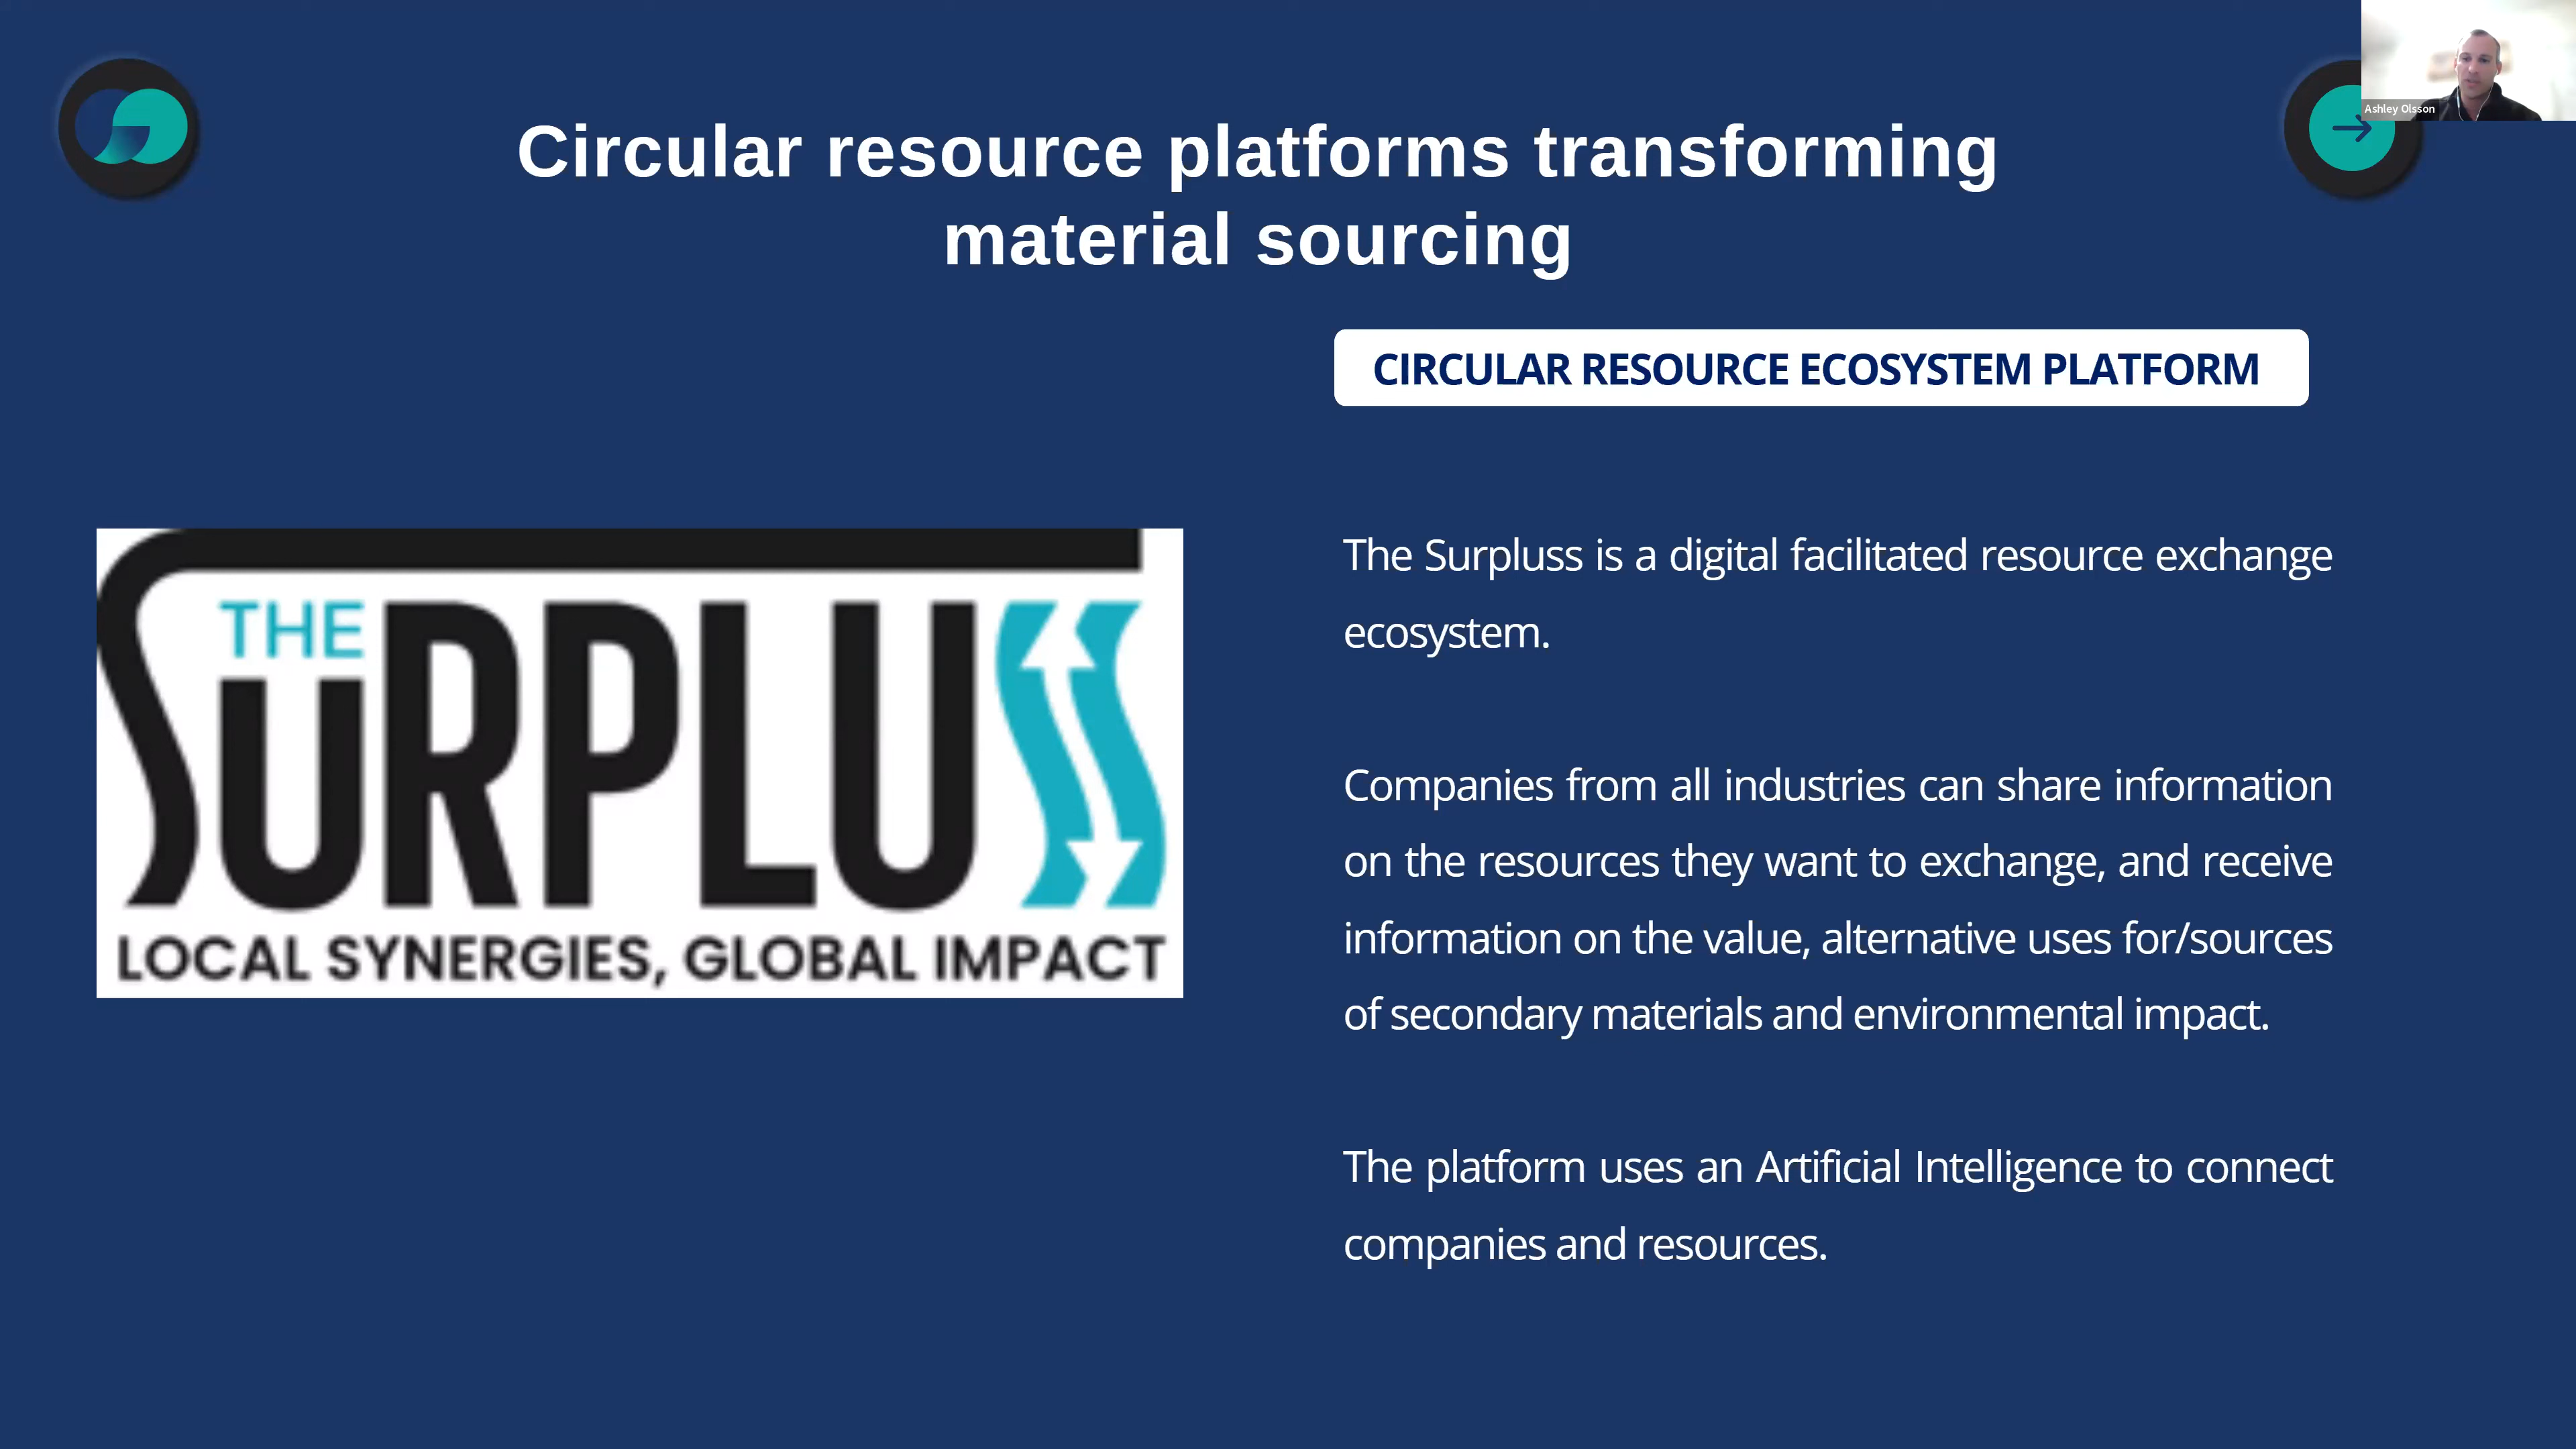 Ashley Olsson
Circular resource platforms transforming
material sourcing
CIRCULAR RESOURCE ECOSYSTEM PLATFORM
THE
SURPLUSS
LOCAL SYNERGIES, GLOBAL IMPACT
The Surpluss is a digital facilitated resource exchange
ecosystem.
Companies from all industries can share information
on the resources they want to exchange, and receive
information on the value, alternative uses for/sources
of secondary materials and environmental impact.
The platform uses an Artificial Intelligence to connect
companies and resources.